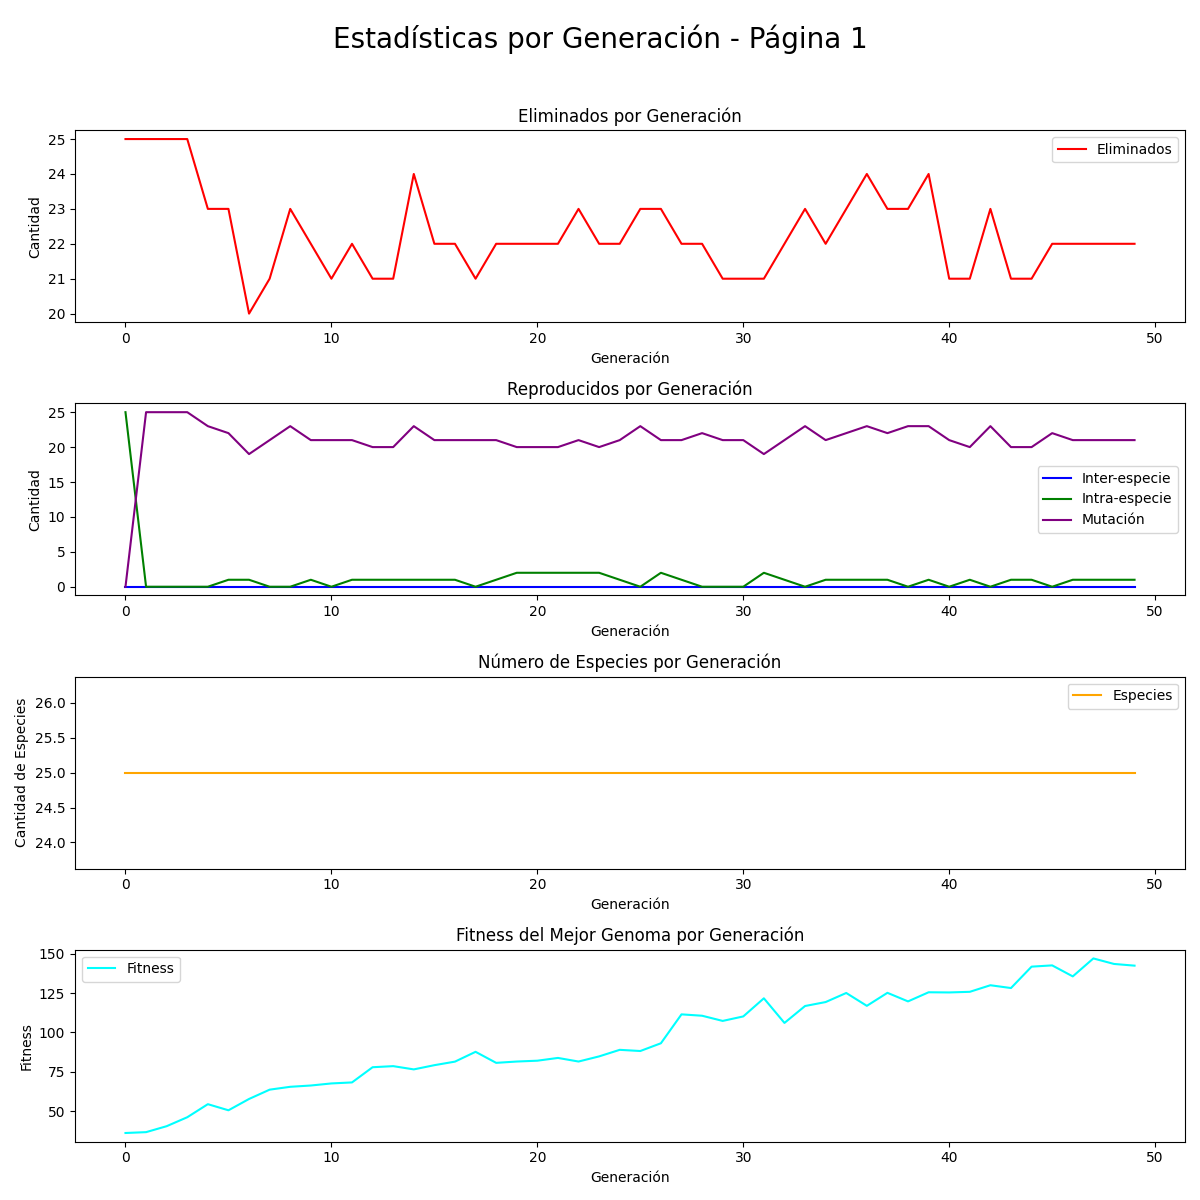 Estadísticas por Generación - Página 1
Eliminados por Generación
25
24
23
22
21
20
Cantidad
Eliminados
0 10 20 30 40 50
Generación
Reproducidos por Generación
25
20
15
10
5
0
Cantidad
Inter-especie
Intra-especie
Mutación
0 10 20 30 40 50
Generación
Número de Especies por Generación
26.0
25.5
25.0
24.5
24.0
Cantidad de Especies
Especies
0 10 20 30 40 50
Generación
Fitness del Mejor Genoma por Generación
150
125
100
75
50
Fitness
Fitness
0 10 20 30 40 50
Generación